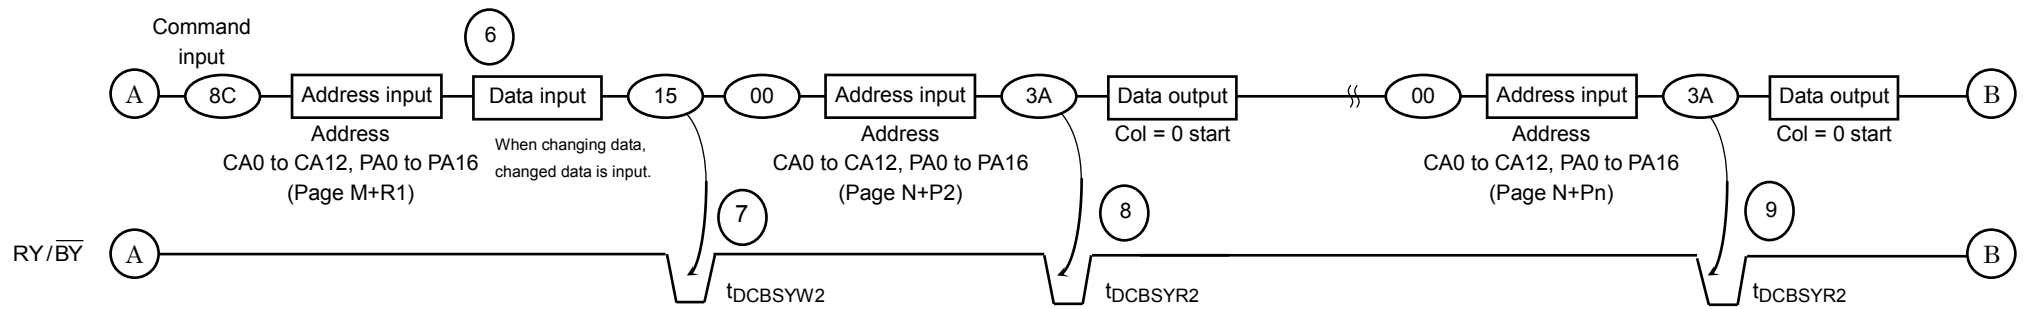 Command
input
6
A 8C Address input Data input 15 00 Address input 3A Data output 00 Address input 3A Data output B
Address
CA0 to CA12, PA0 to PA16
(Page M+R1)
When changing data,
changed data is input.
Address
CA0 to CA12, PA0 to PA16
(Page N+P2)
Col = 0 start
Address
CA0 to CA12, PA0 to PA16
(Page N+Pn)
Col = 0 start
7
8
9
RY/BY A B
tDCBSYW2
tDCBSYR2
tDCBSYR2